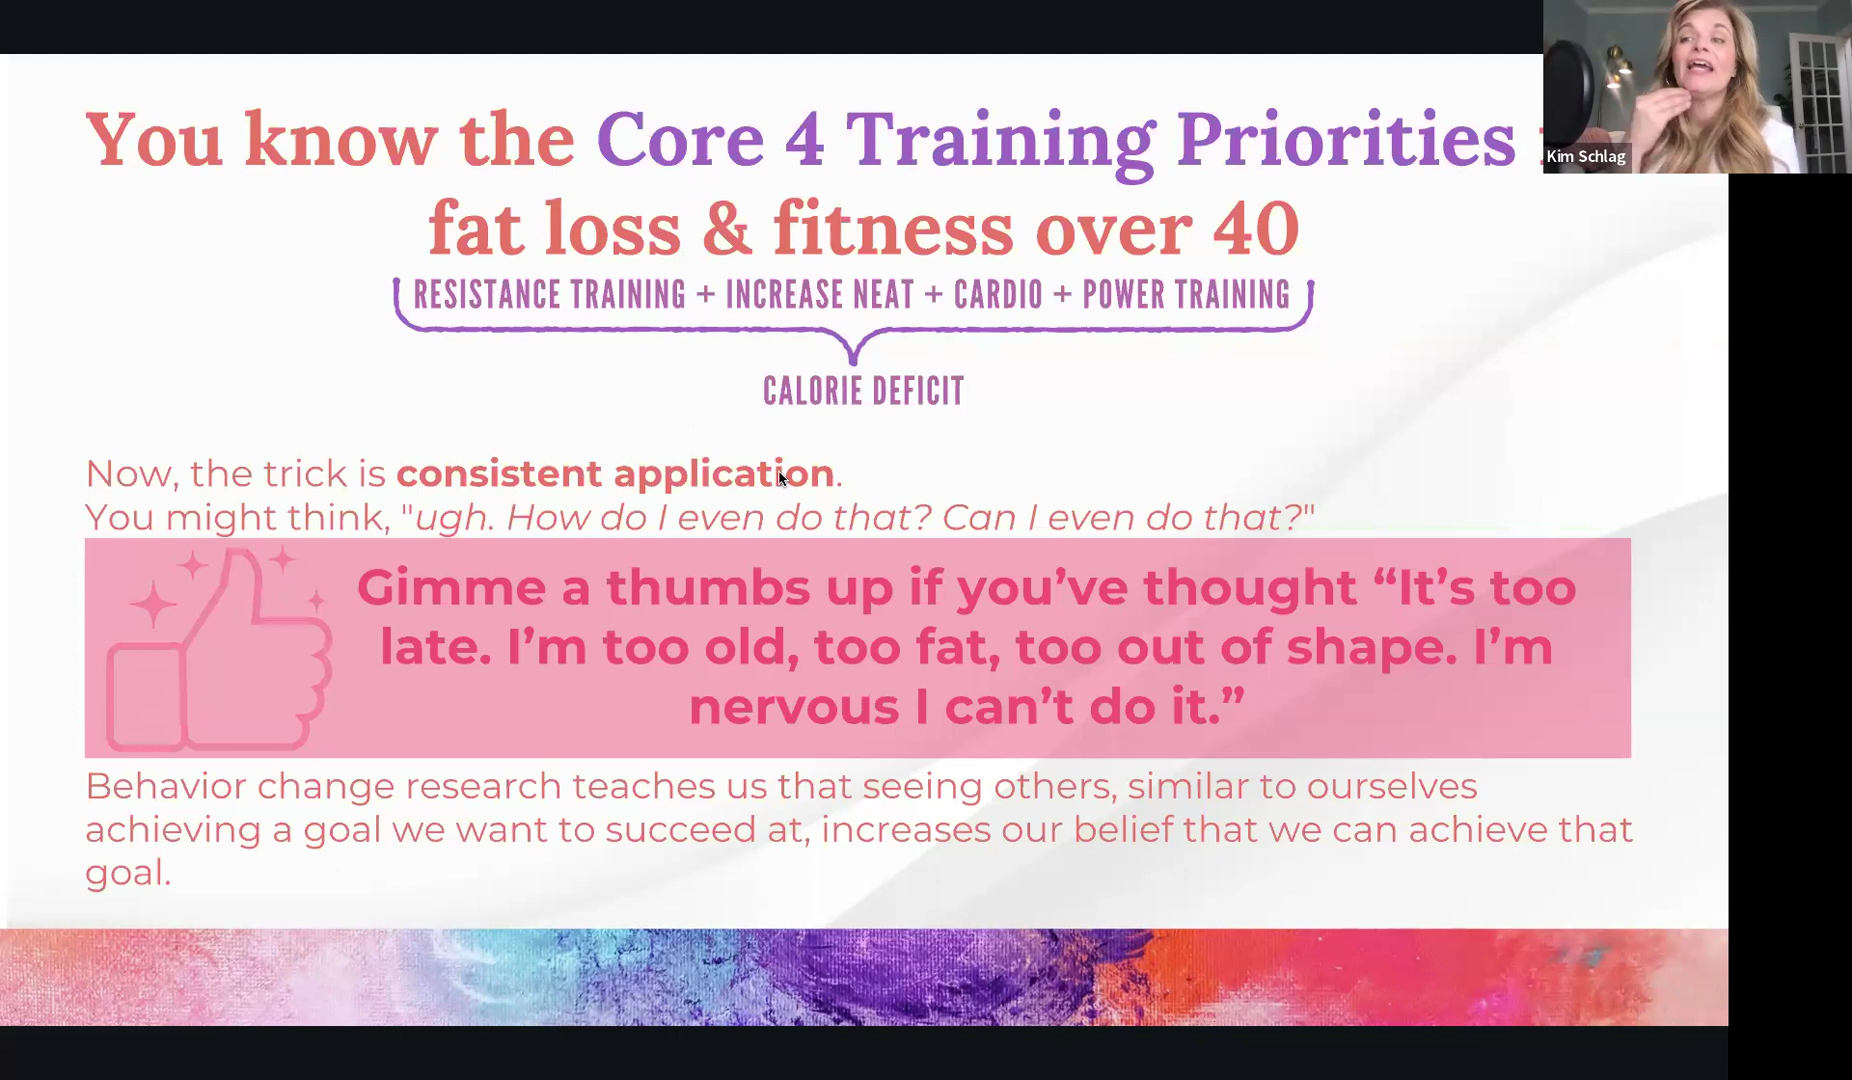 You know the Core 4 Training Priorities
fat loss & fitness over 40
RESISTANCE TRAINING + INCREASE NEAT + CARDIO + POWER TRAINING
CALORIE DEFICIT
Now, the trick is consistent application.
You might think, "ugh. How do I even do that? Can I even do that?"
Gimme a thumbs up if you’ve thought “It’s too
late. I’m too old, too fat, too out of shape. I’m
nervous I can’t do it.”
Behavior change research teaches us that seeing others, similar to ourselves
achieving a goal we want to succeed at, increases our belief that we can achieve that
goal.
Kim Schlag